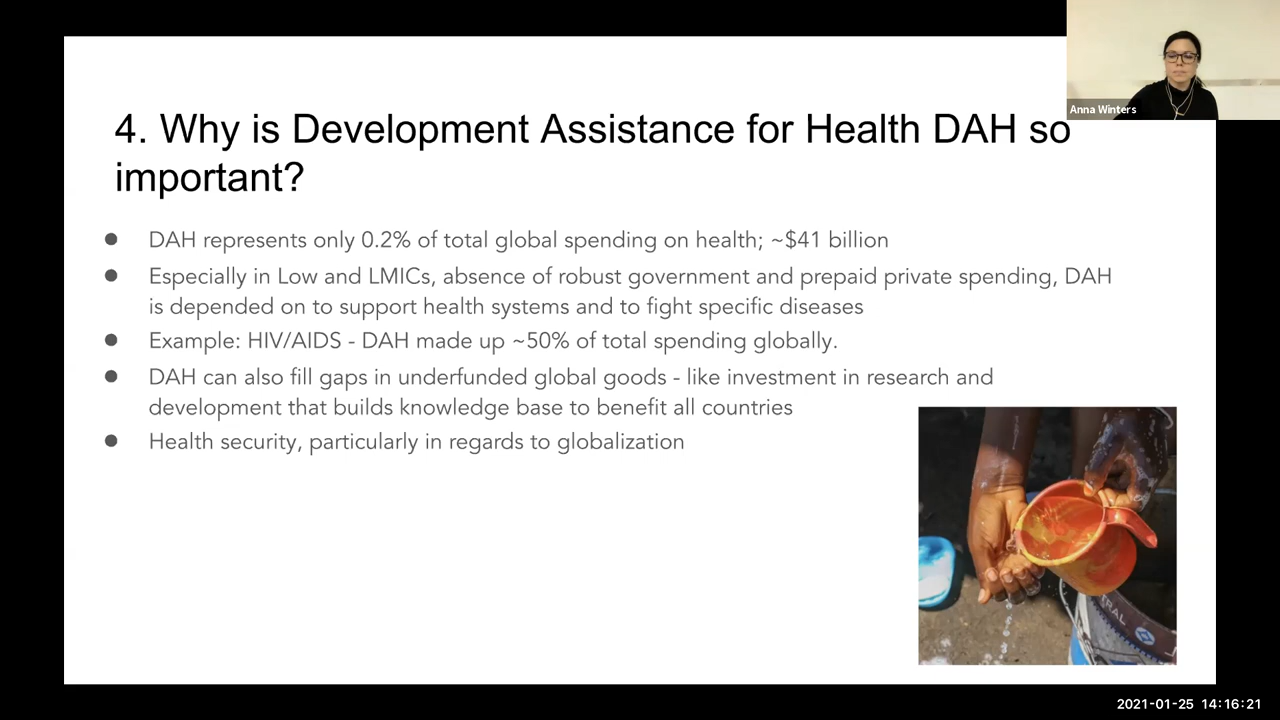 Anna Winters
4. Why is Development Assistance for Health DAH so
important?
● DAH represents only 0.2% of total global spending on health; ~$41 billion
● Especially in Low and LMICs, absence of robust government and prepaid private spending, DAH
is depended on to support health systems and to fight specific diseases
● Example: HIV/AIDS - DAH made up ~50% of total spending globally.
● DAH can also fill gaps in underfunded global goods - like investment in research and
development that builds knowledge base to benefit all countries
● Health security, particularly in regards to globalization
2021-01-25 14:16:21